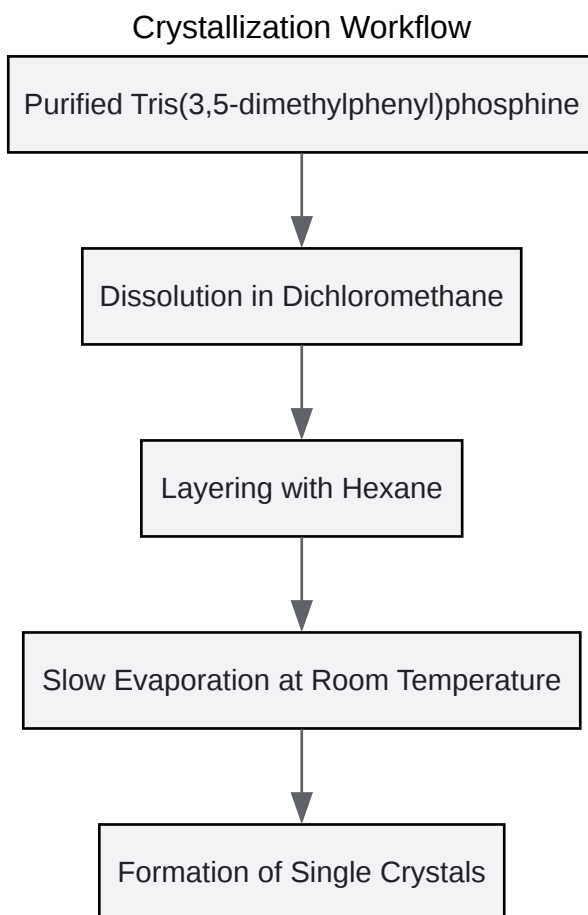 Crystallization Workflow
Purified Tris(3,5-dimethylphenyl)phosphine
Dissolution in Dichloromethane
Layering with Hexane
Slow Evaporation at Room Temperature
Formation of Single Crystals